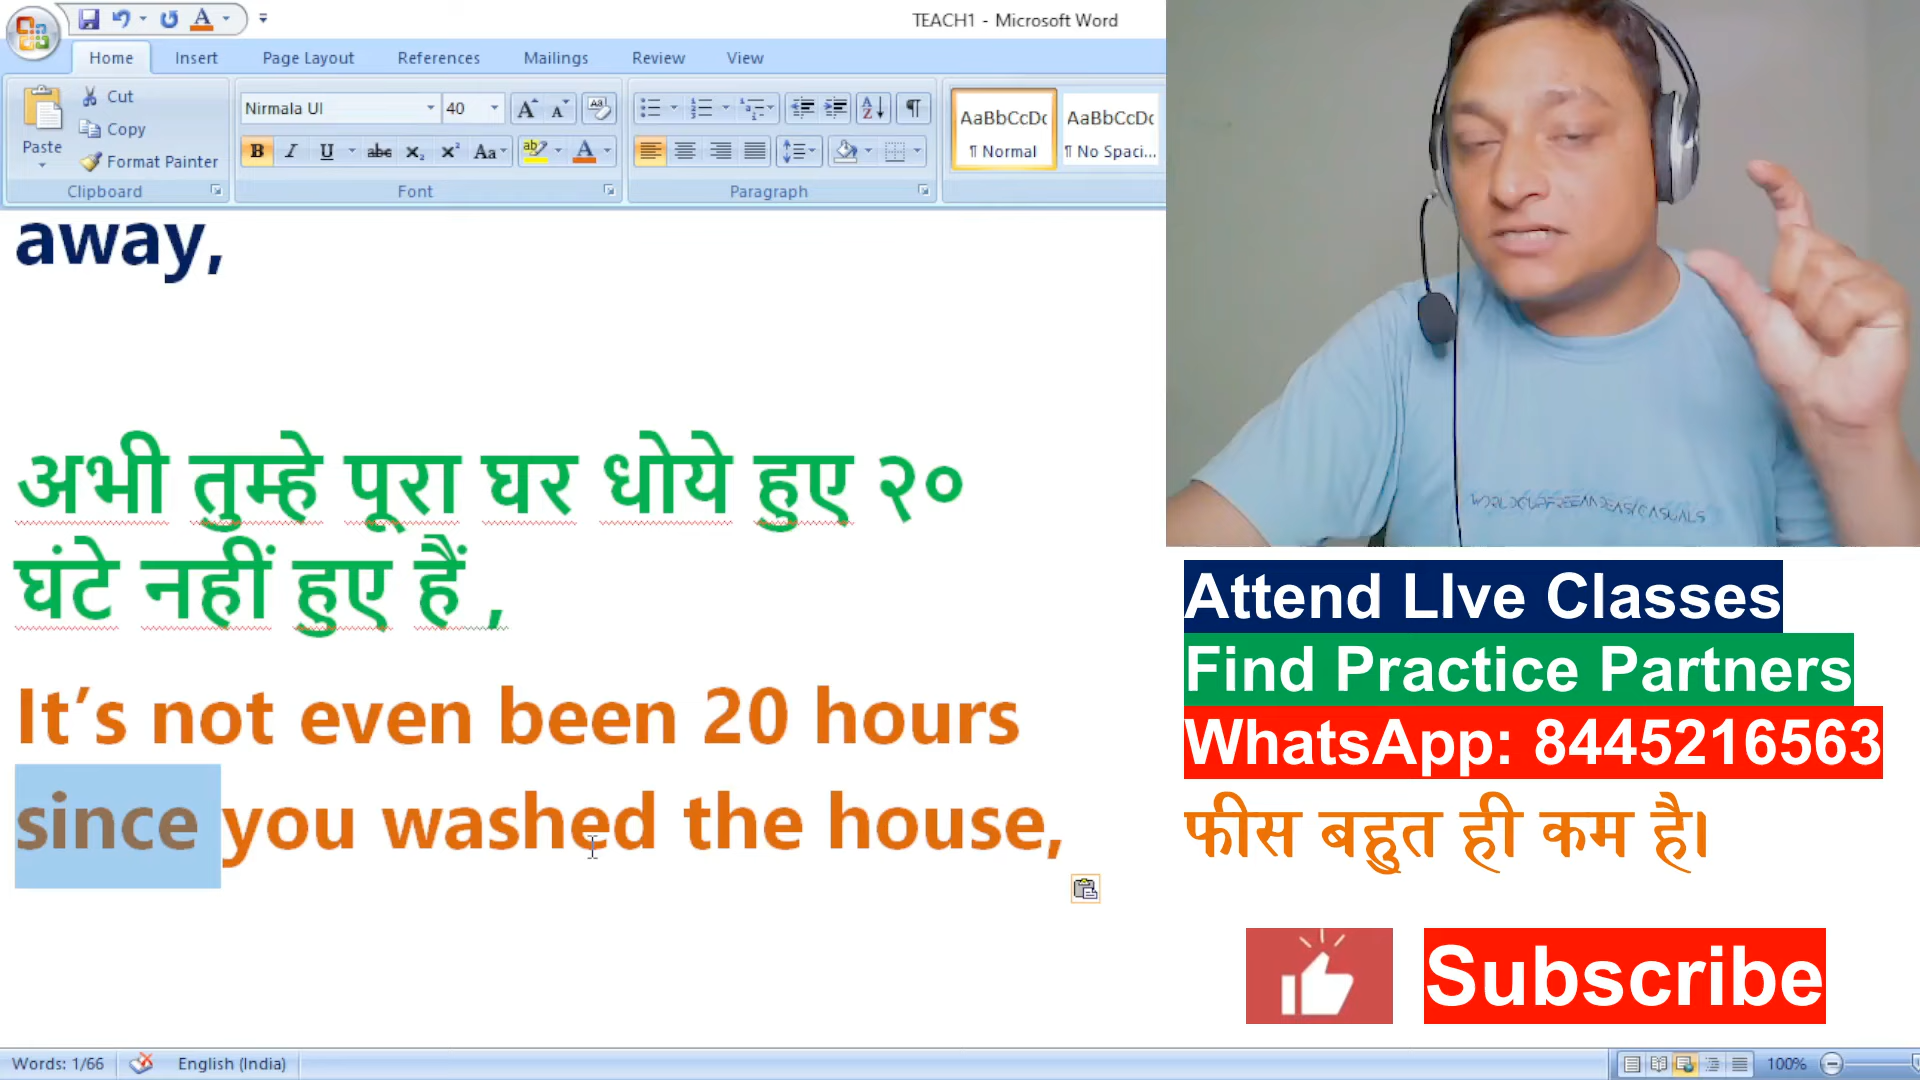 TEACH1 - Microsoft Word
Home Insert Page Layout References Mailings Review View
Paste
Cut
Copy
Format Painter
Clipboard
Nirmala UI 40
Font
Paragraph
AaBbCcDc AaBbCcDc
¶ Normal ¶ No Spaci...
away,
अभी तुम्हे पूरा घर धोये हुए २०
घंटे नहीं हुए हैं ,
It’s not even been 20 hours
since you washed the house,
Attend LIve Classes
Find Practice Partners
WhatsApp: 8445216563
फीस बहुत ही कम है।
Subscribe
Words: 1/66 English (India) 100%